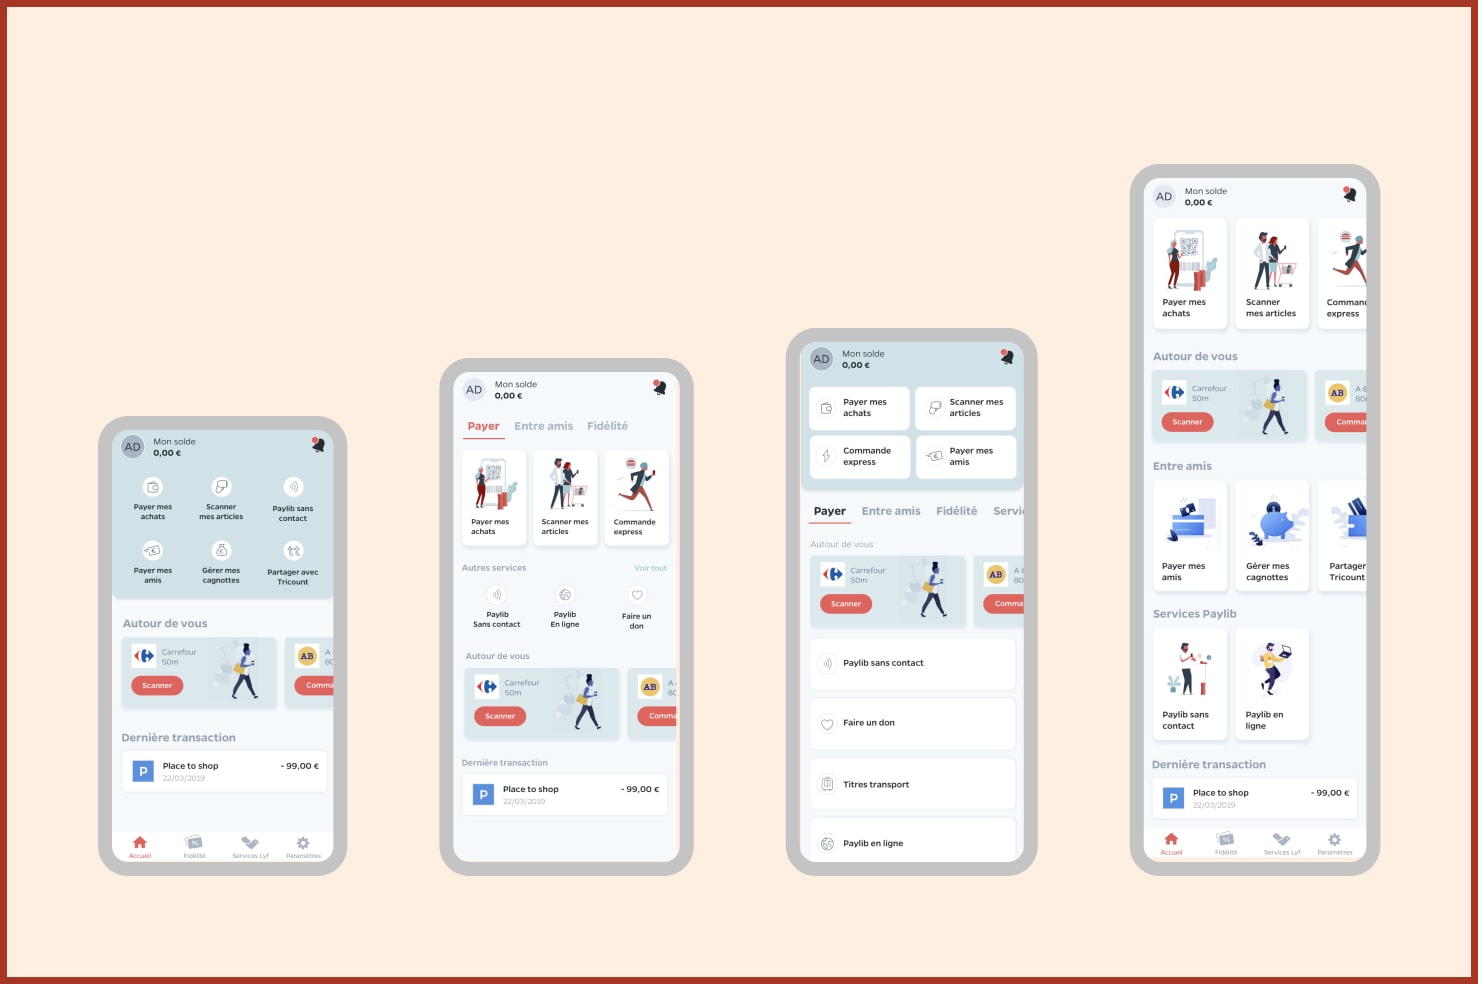 AD
Mon solde
0,00 €
Payer mes
achats
Scanner
mes articles
Paylib sans
contact
Payer mes
amis
Gérer mes
cagnottes
Partager avec
Tricount
Autour de vous
Carrefour
50m
Scanner
AB
A
80
Comma
Dernière transaction
P
Place to shop
- 99,00 €
22/03/2019
Accueil
Fidélité
Services Lyf
Paramètres
AD
Mon solde
0,00 €
Payer
Entre amis
Fidélité
Payer mes
achats
Scanner mes
articles
Commande
express
Autres services
Voir tout
Paylib
Sans contact
Paylib
En ligne
Faire un
don
Autour de vous
Carrefour
50m
Scanner
AB
A
80
Comma
Dernière transaction
P
Place to shop
- 99,00 €
22/03/2019
AD
Mon solde
0,00 €
Payer mes
achats
Scanner mes
articles
Commande
express
Payer mes
amis
Payer
Entre amis
Fidélité
Servi
Autour de vous
Carrefour
50m
Scanner
AB
A
80
Comma
Paylib sans contact
Faire un don
Titres transport
Paylib en ligne
AD
Mon solde
0,00 €
Payer mes
achats
Scanner
mes articles
Command
express
Autour de vous
Carrefour
50m
Scanner
AB
A
80
Comma
Entre amis
Payer mes
amis
Gérer mes
cagnottes
Partager
Tricount
Services Paylib
Paylib sans
contact
Paylib en
ligne
Dernière transaction
P
Place to shop
- 99,00 €
22/03/2019
Accueil
Fidélité
Services Lyf
Paramètres